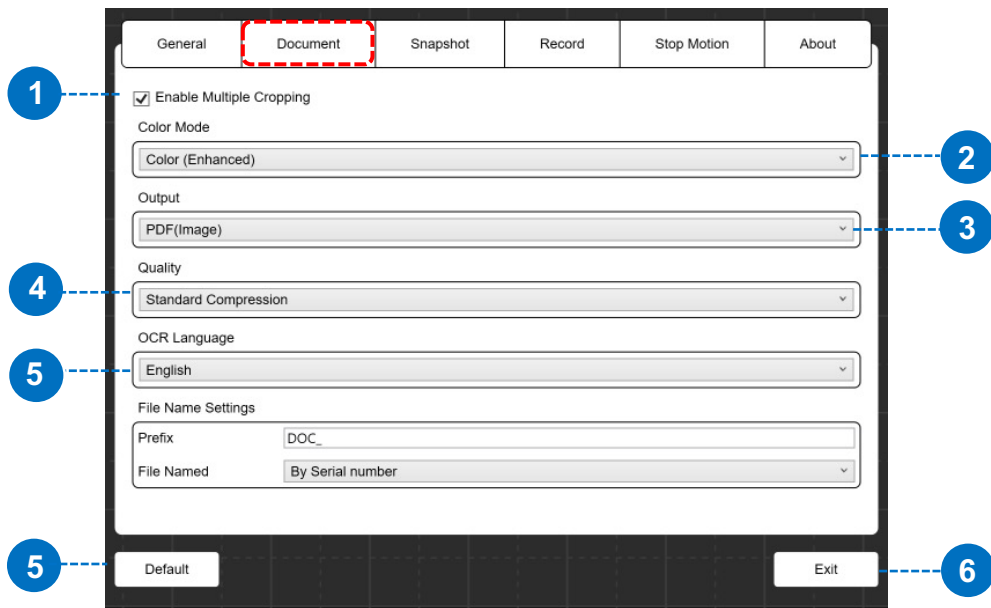 General Document Snapshot Record Stop Motion About
1 Enable Multiple Cropping
Color Mode
Color (Enhanced) 2
Output
PDF(Image) 3
Quality
4 Standard Compression
OCR Language
5 English
File Name Settings
Prefix DOC_
File Named By Serial number
5 Default Exit 6